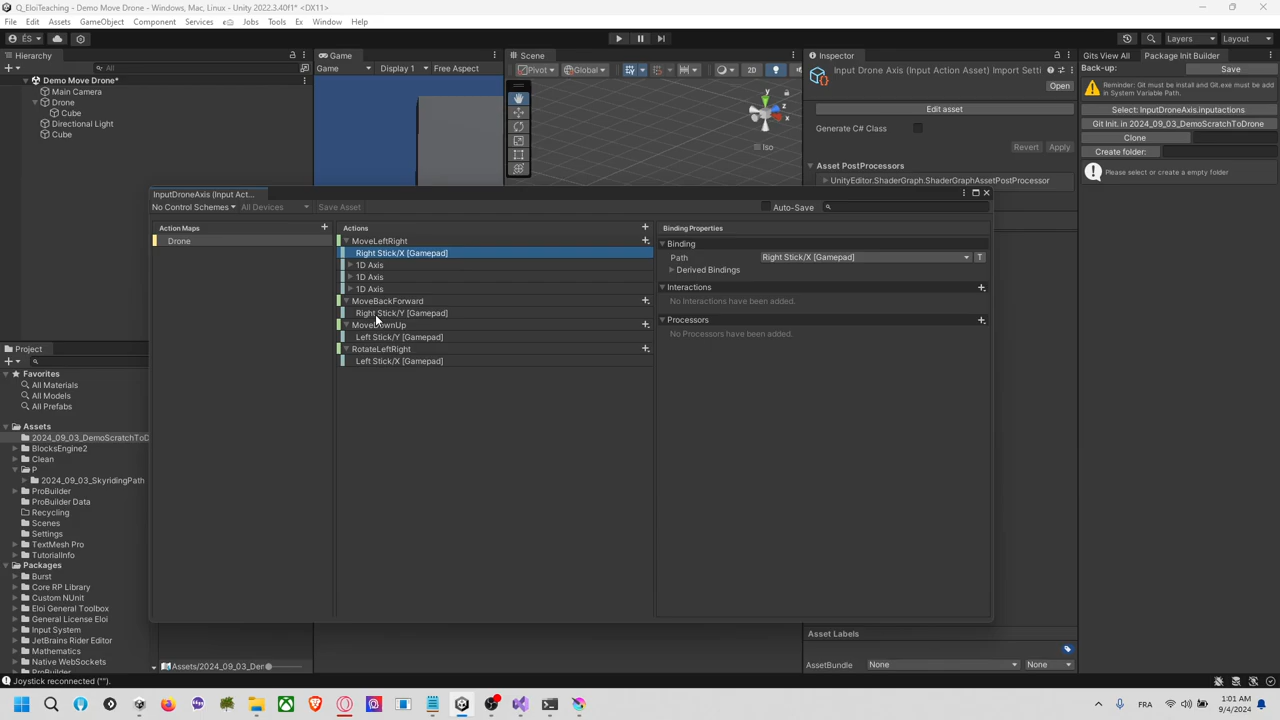 Q_EloiTeaching - Demo Move Drone - Windows, Mac, Linux - Unity 2022.3.40f1* <DX11>
File Edit Assets GameObject Component Services Jobs Tools Ex Window Help
ÉS Layers Layout
Hierarchy
All
Demo Move Drone*
Main Camera
Drone
Cube
Directional Light
Cube
Game
Game Display 1 Free Aspect
Scene
Pivot Global 2D
y
z
x
Iso
Inspector
Input Drone Axis (Input Action Asset) Import Setti
Open
Edit asset
Generate C# Class
Revert Apply
Asset PostProcessors
UnityEditor.ShaderGraph.ShaderGraphAssetPostProcessor
Gits View All Package Init Builder
Back-up: Save
Reminder: Git must be install and Git.exe must be add
in System Variable Path.
Select: InputDroneAxis.inputactions
Git Init. in 2024_09_03_DemoScratchToDrone
Clone
Create folder:
Please select or create a empty folder
InputDroneAxis (Input Act...
No Control Schemes All Devices Save Asset Auto-Save
Action Maps
Drone
Actions
MoveLeftRight
Right Stick/X [Gamepad]
1D Axis
1D Axis
1D Axis
MoveBackForward
Right Stick/Y [Gamepad]
MoveDownUp
Left Stick/Y [Gamepad]
RotateLeftRight
Left Stick/X [Gamepad]
Binding Properties
Binding
Path Right Stick/X [Gamepad] T
Derived Bindings
Interactions
No Interactions have been added.
Processors
No Processors have been added.
Project
Favorites
All Materials
All Models
All Prefabs
Assets
2024_09_03_DemoScratchToD
BlocksEngine2
Clean
P
2024_09_03_SkyridingPath
ProBuilder
ProBuilder Data
Recycling
Scenes
Settings
TextMesh Pro
TutorialInfo
Packages
Burst
Core RP Library
Custom NUnit
Eloi General Toolbox
General License Eloi
Input System
JetBrains Rider Editor
Mathematics
Native WebSockets
ProBuilder
Assets/2024_09_03_Der
Asset Labels
AssetBundle None None
Joystick reconnected ("").
FRA
1:01 AM
9/4/2024